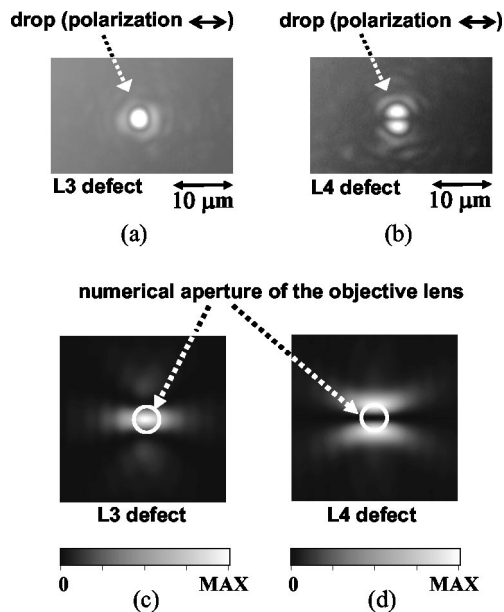 drop (polarization ↔)
drop (polarization ↔)
L3 defect
10 μm
L4 defect
10 μm
(a)
(b)
numerical aperture of the objective lens
L3 defect
L4 defect
0
MAX
0
MAX
(c)
(d)